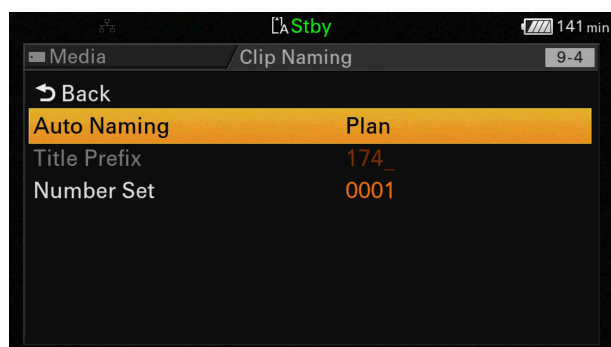 A Stby 141 min
Media Clip Naming 9-4
Back
Auto Naming Plan
Title Prefix 174_
Number Set 0001